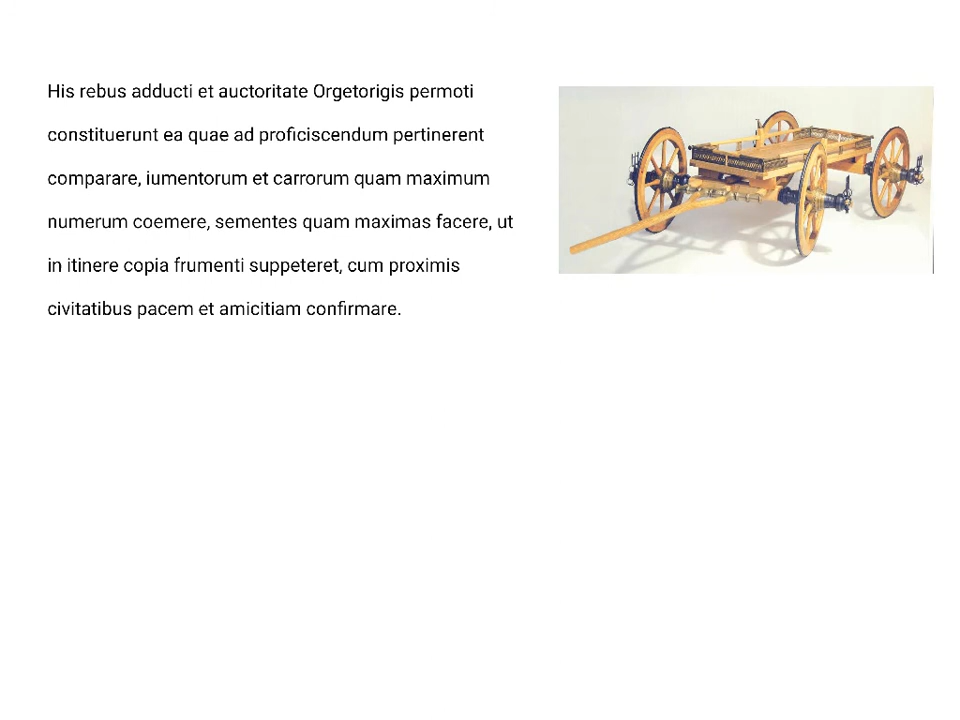 His rebus adducti et auctoritate Orgetorigis permoti
constituerunt ea quae ad proficiscendum pertinerent
comparare, iumentorum et carrorum quam maximum
numerum coemere, sementes quam maximas facere, ut
in itinere copia frumenti suppeteret, cum proximis
civitatibus pacem et amicitiam confirmare.